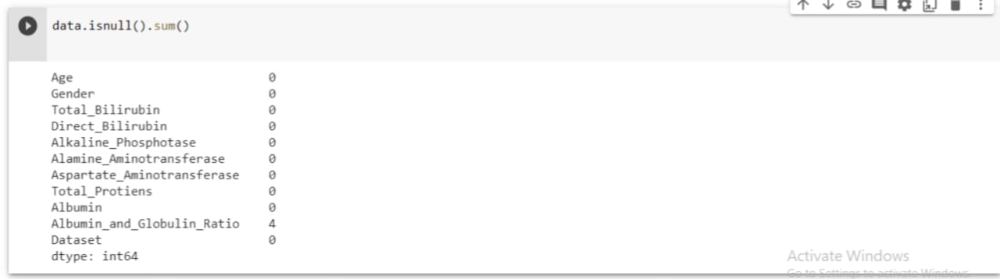 data.isnull().sum()
Age 0
Gender 0
Total_Bilirubin 0
Direct_Bilirubin 0
Alkaline_Phosphotase 0
Alamine_Aminotransferase 0
Aspartate_Aminotransferase 0
Total_Protiens 0
Albumin 0
Albumin_and_Globulin_Ratio 4
Dataset 0
dtype: int64
Activate Windows
Go to Settings to activate Windows.